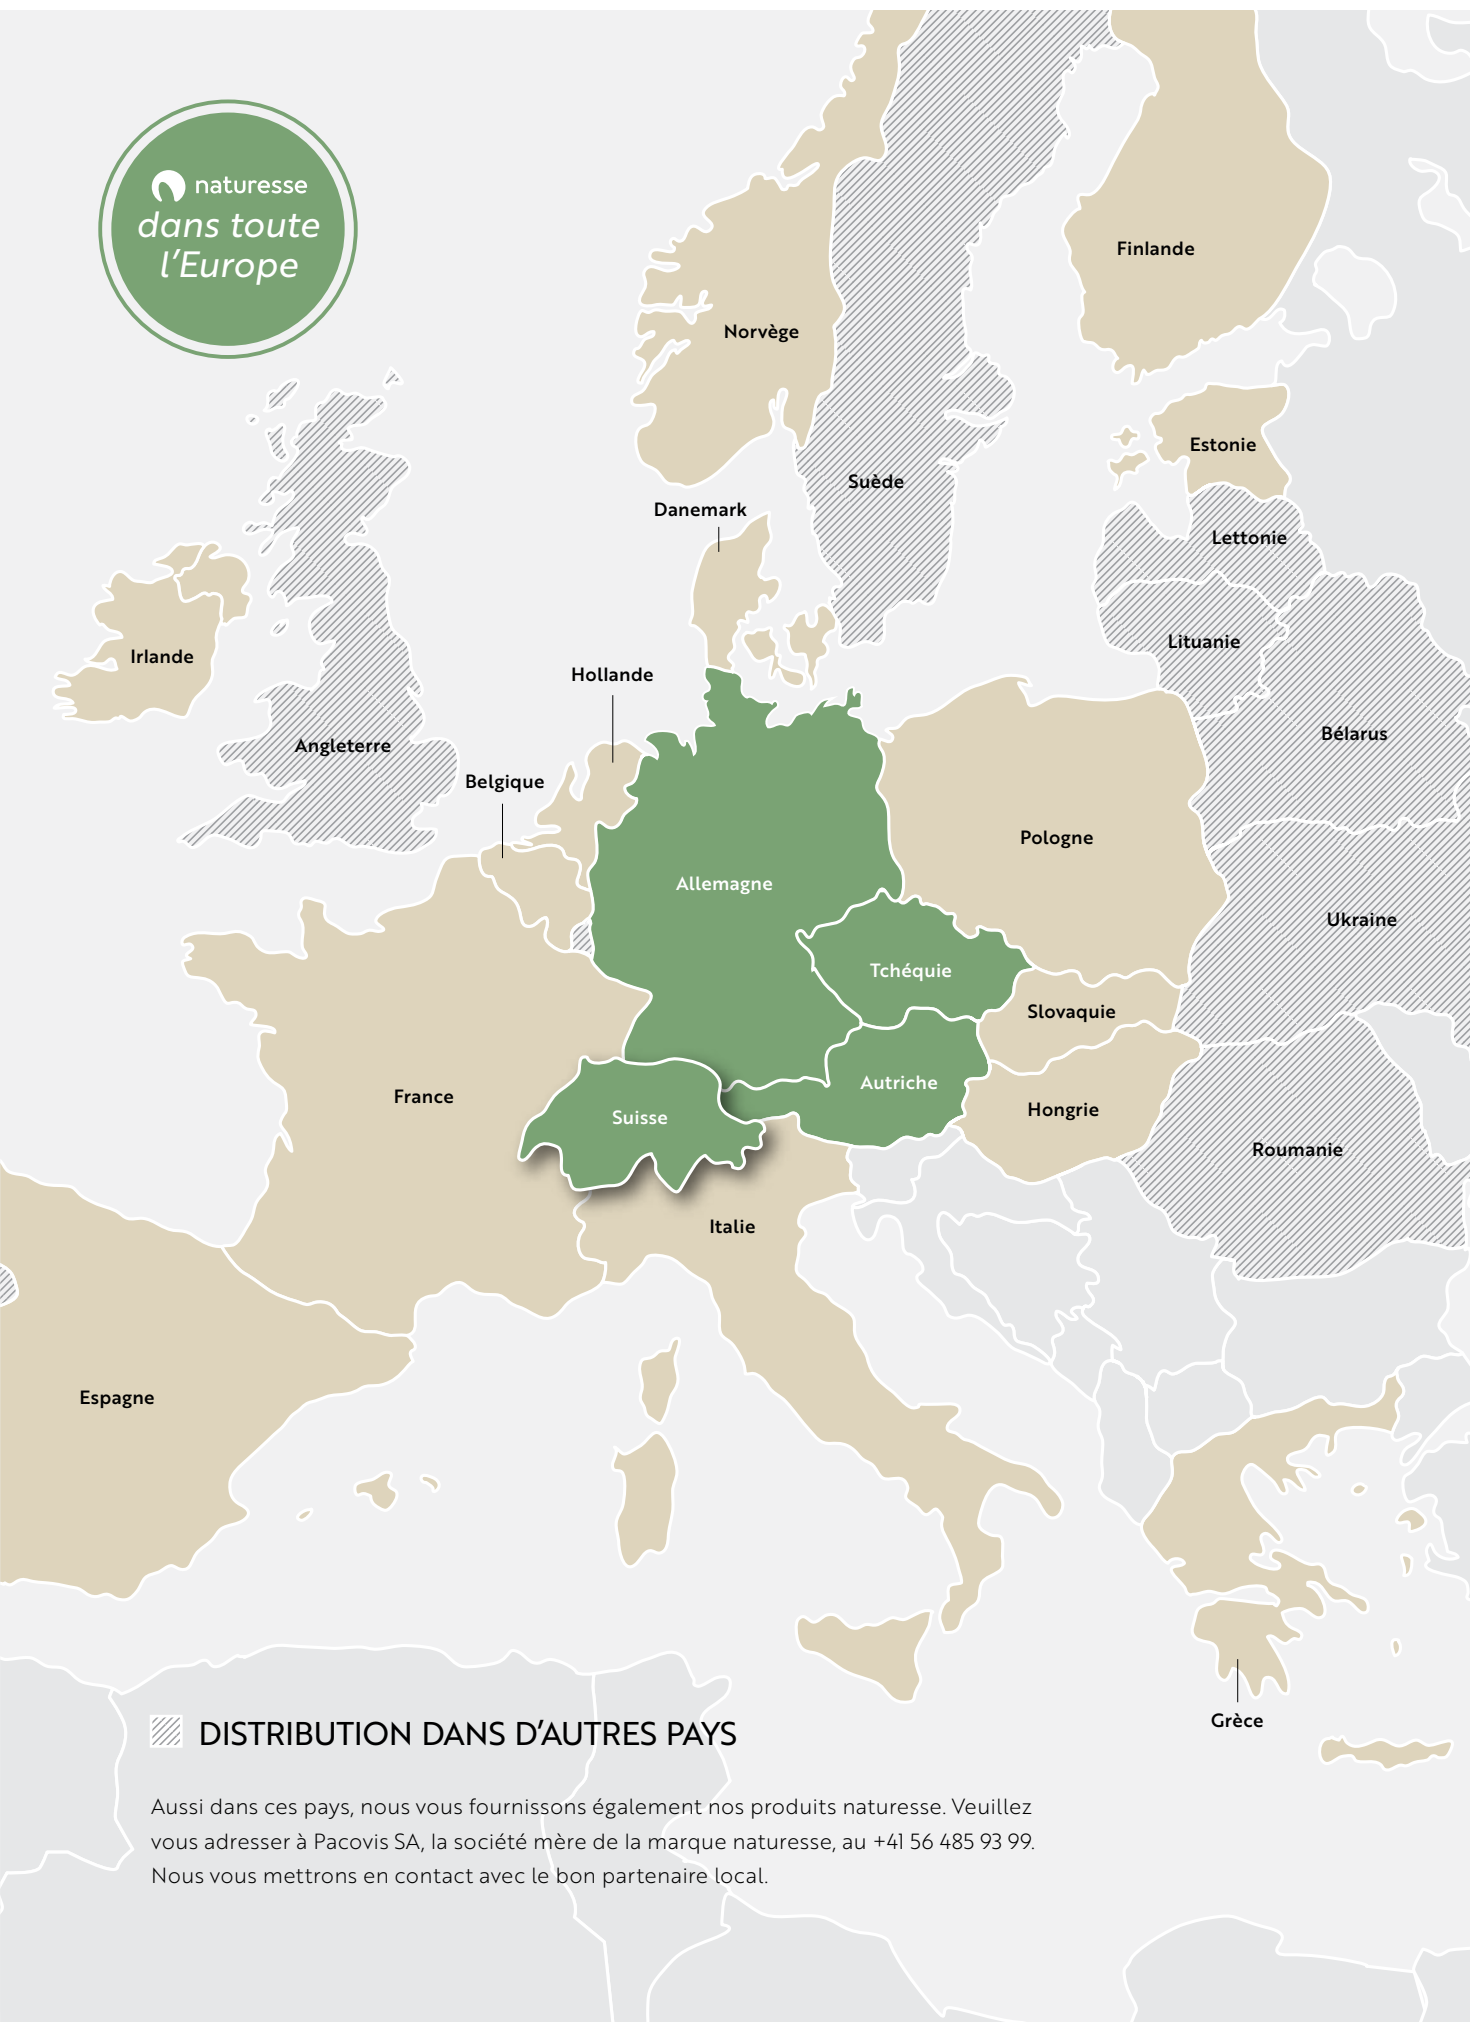 naturesse
dans toute
l'Europe
Finlande
Norvège
Estonie
Suède
Danemark
Lettonie
Lituanie
Irlande
Hollande
Bélarus
Angleterre
Belgique
Pologne
Allemagne
Ukraine
Tchéquie
Slovaquie
Autriche
France
Hongrie
Suisse
Roumanie
Italie
Espagne
Grèce
DISTRIBUTION DANS D'AUTRES PAYS
Aussi dans ces pays, nous vous fournissons également nos produits naturesse. Veuillez
vous adresser à Pacovis SA, la société mère de la marque naturesse, au +41 56 485 93 99.
Nous vous mettrons en contact avec le bon partenaire local.